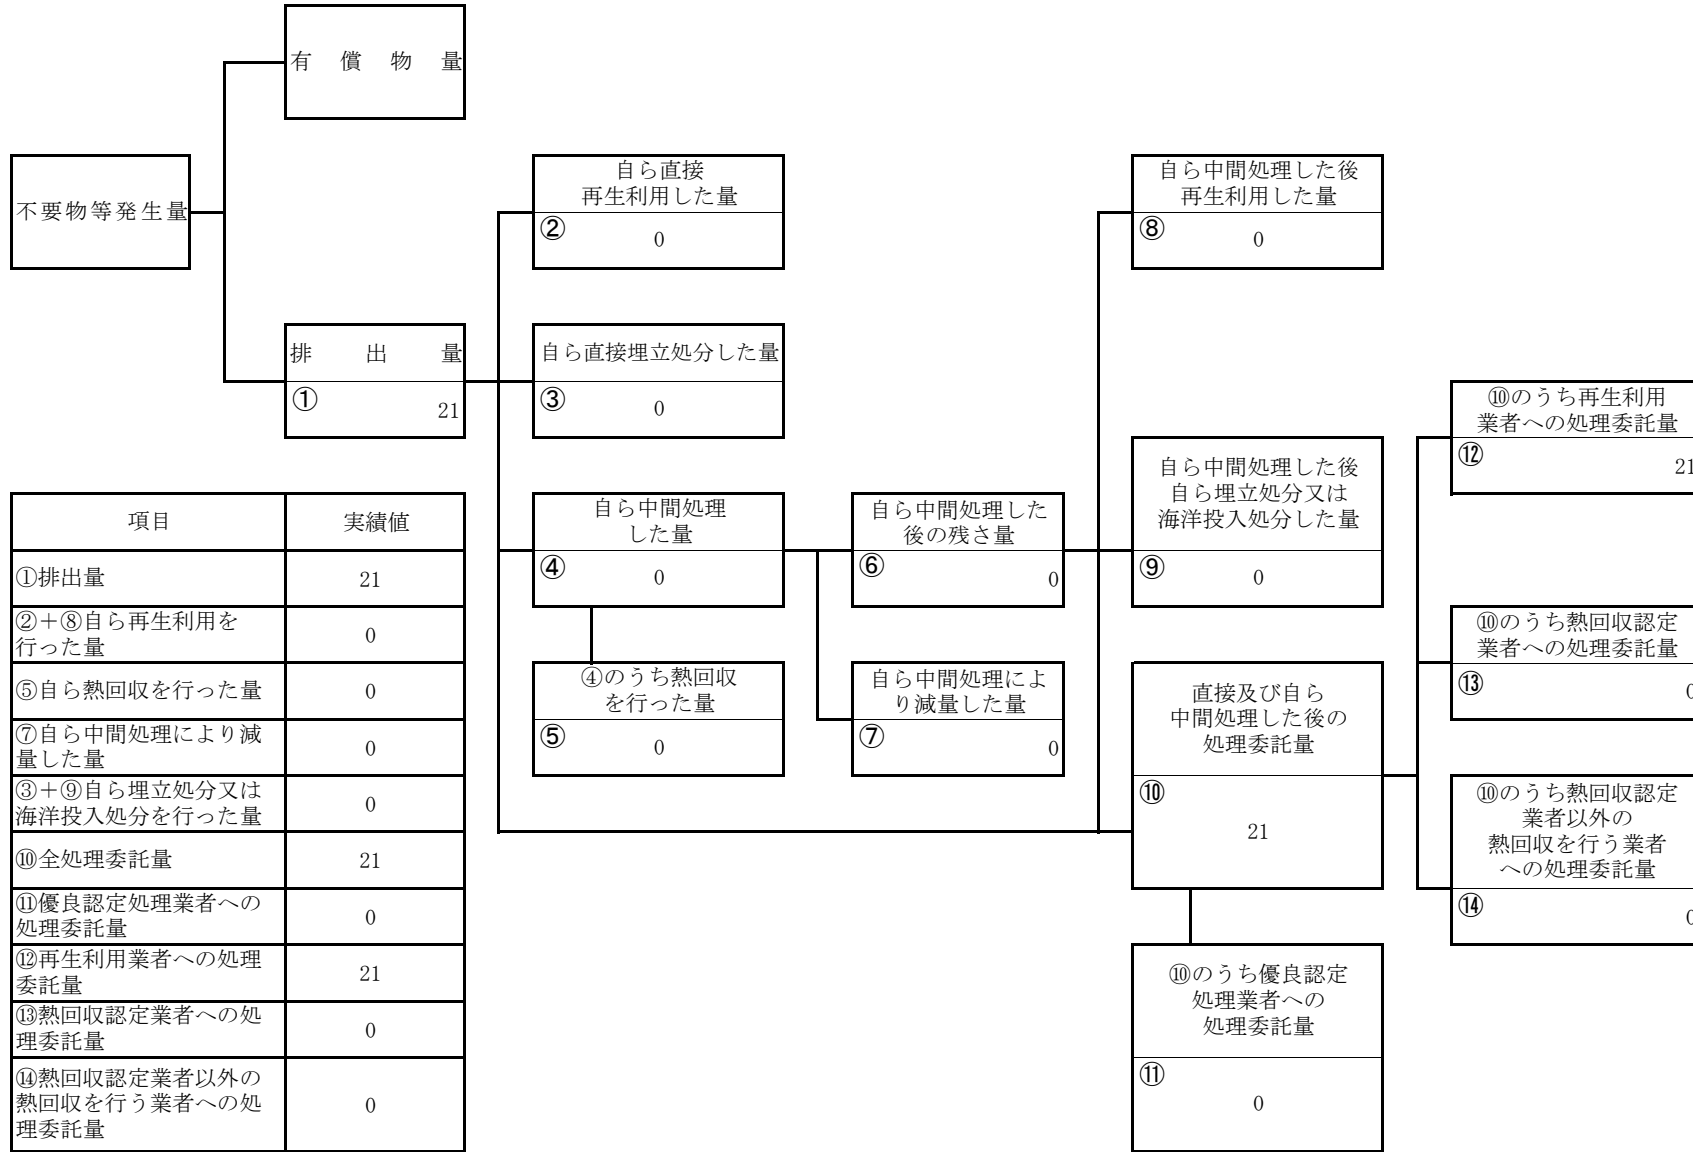 有償物量
不要物等発生量
排出量
①
21
自ら直接
再生利用した量
②
0
自ら直接埋立処分した量
③
0
自ら中間処理
した量
④
0
④のうち熱回収
を行った量
⑤
0
自ら中間処理した
後の残さ量
⑥
0
自ら中間処理によ
り減量した量
⑦
0
自ら中間処理した後
再生利用した量
⑧
0
自ら中間処理した後
自ら埋立処分又は
海洋投入処分した量
⑨
0
直接及び自ら
中間処理した後の
処理委託量
⑩
21
⑩のうち優良認定
処理業者への
処理委託量
⑪
0
⑩のうち再生利用
業者への処理委託量
⑫
21
⑩のうち熱回収認定
業者への処理委託量
⑬
0
⑩のうち熱回収認定
業者以外の
熱回収を行う業者
への処理委託量
⑭
0
項目 実績値
①排出量 21
②＋⑧自ら再生利用を
行った量 0
⑤自ら熱回収を行った量 0
⑦自ら中間処理により減
量した量 0
③＋⑨自ら埋立処分又は
海洋投入処分を行った量 0
⑩全処理委託量 21
⑪優良認定処理業者への
処理委託量 0
⑫再生利用業者への処理
委託量 21
⑬熱回収認定業者への処
理委託量 0
⑭熱回収認定業者以外の
熱回収を行う業者への処
理委託量 0